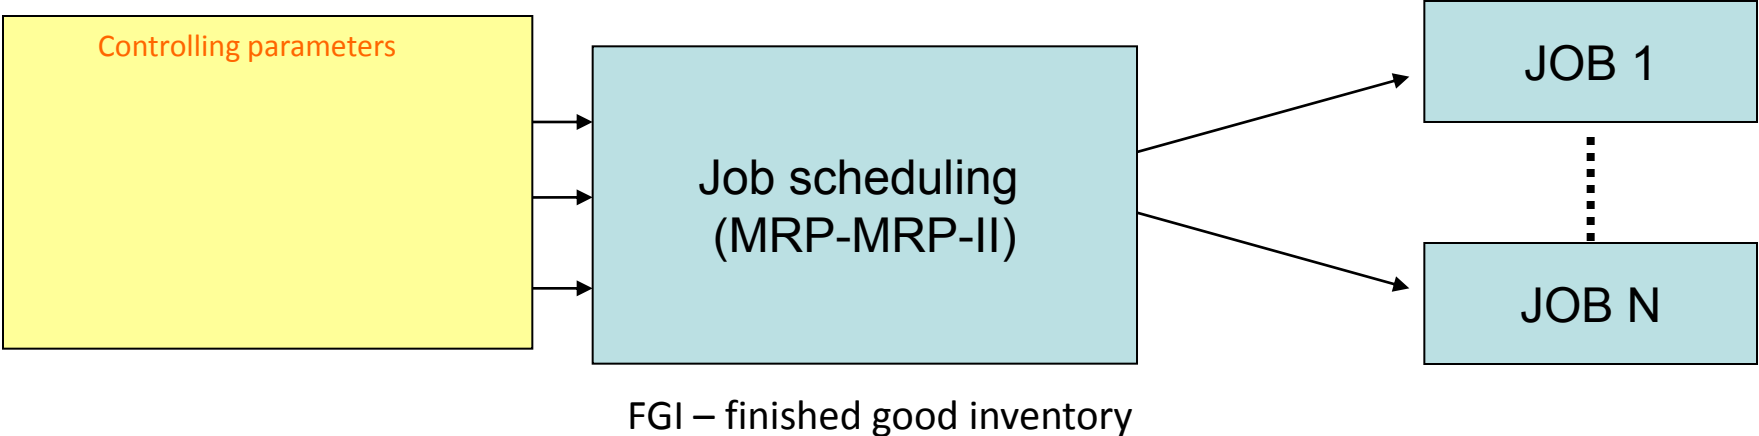 Controlling parameters
JOB 1
Job scheduling
(MRP-MRP-II)
JOB N
FGI – finished good inventory